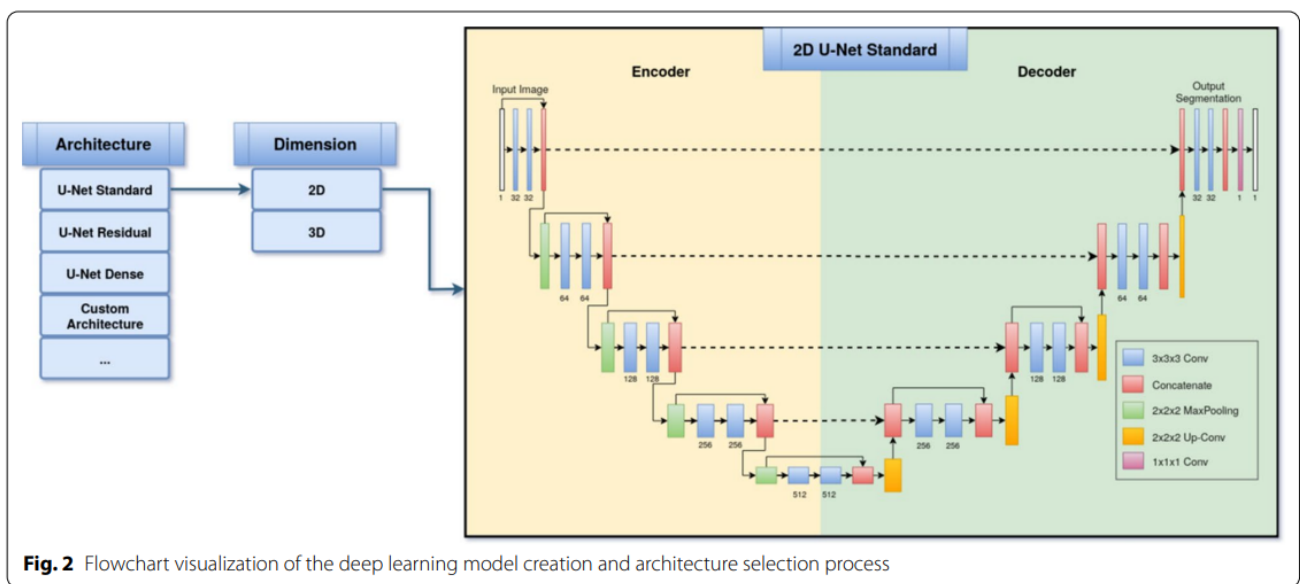 2D U-Net Standard
Encoder
Decoder
Input Image
Output
Segmentation
Architecture
Dimension
U-Net Standard
2D
U-Net Residual
3D
U-Net Dense
Custom
Architecture
...
1 32 32
32 32 1 1
64 64
64 64
128 128
128 128
256 256
256 256
512 512
3x3x3 Conv
Concatenate
2x2x2 MaxPooling
2x2x2 Up-Conv
1x1x1 Conv
Fig. 2 Flowchart visualization of the deep learning model creation and architecture selection process